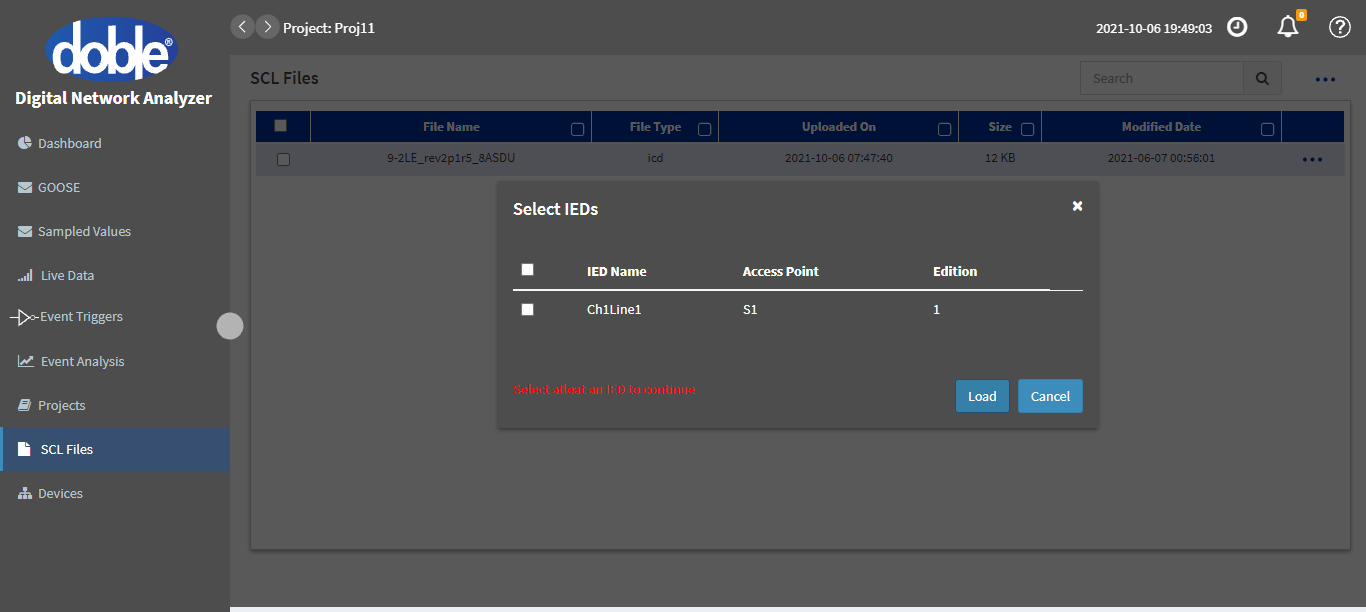 doble®
Digital Network Analyzer
Dashboard
GOOSE
Sampled Values
Live Data
Event Triggers
Event Analysis
Projects
SCL Files
Devices
Project: Proj11
2021-10-06 19:49:03
0
?
SCL Files
Search
File Name File Type Uploaded On Size Modified Date
9-2LE_rev2p1r5_8ASDU icd 2021-10-06 07:47:40 12 KB 2021-06-07 00:56:01
Select IEDs
IED Name Access Point Edition
Ch1Line1 S1 1
Select atleat an IED to continue
Load Cancel